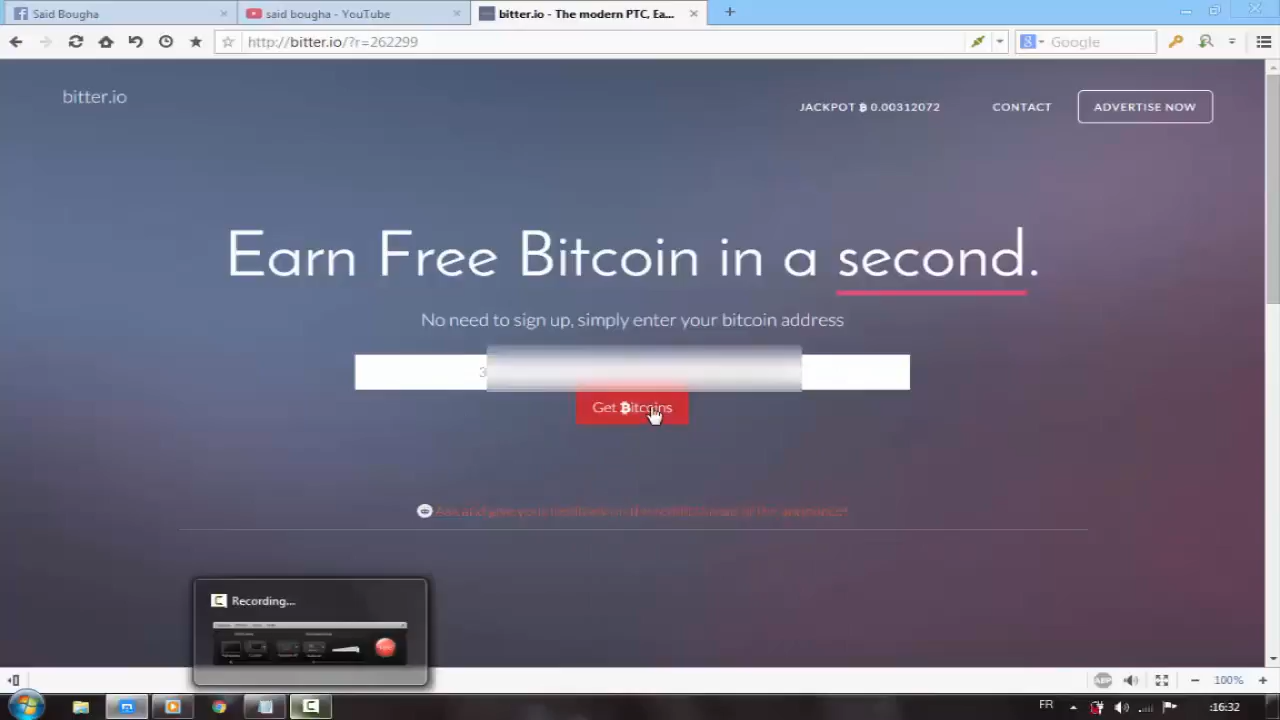 Said Bougha
said bougha - YouTube
bitter.io - The modern PTC, Ea...
http://bitter.io/?r=262299
Google
bitter.io
JACKPOT ₿ 0.00312072
CONTACT
ADVERTISE NOW
Earn Free Bitcoin in a second.
No need to sign up, simply enter your bitcoin address
3
Get ₿itcoins
Recording...
100%
FR
16:32